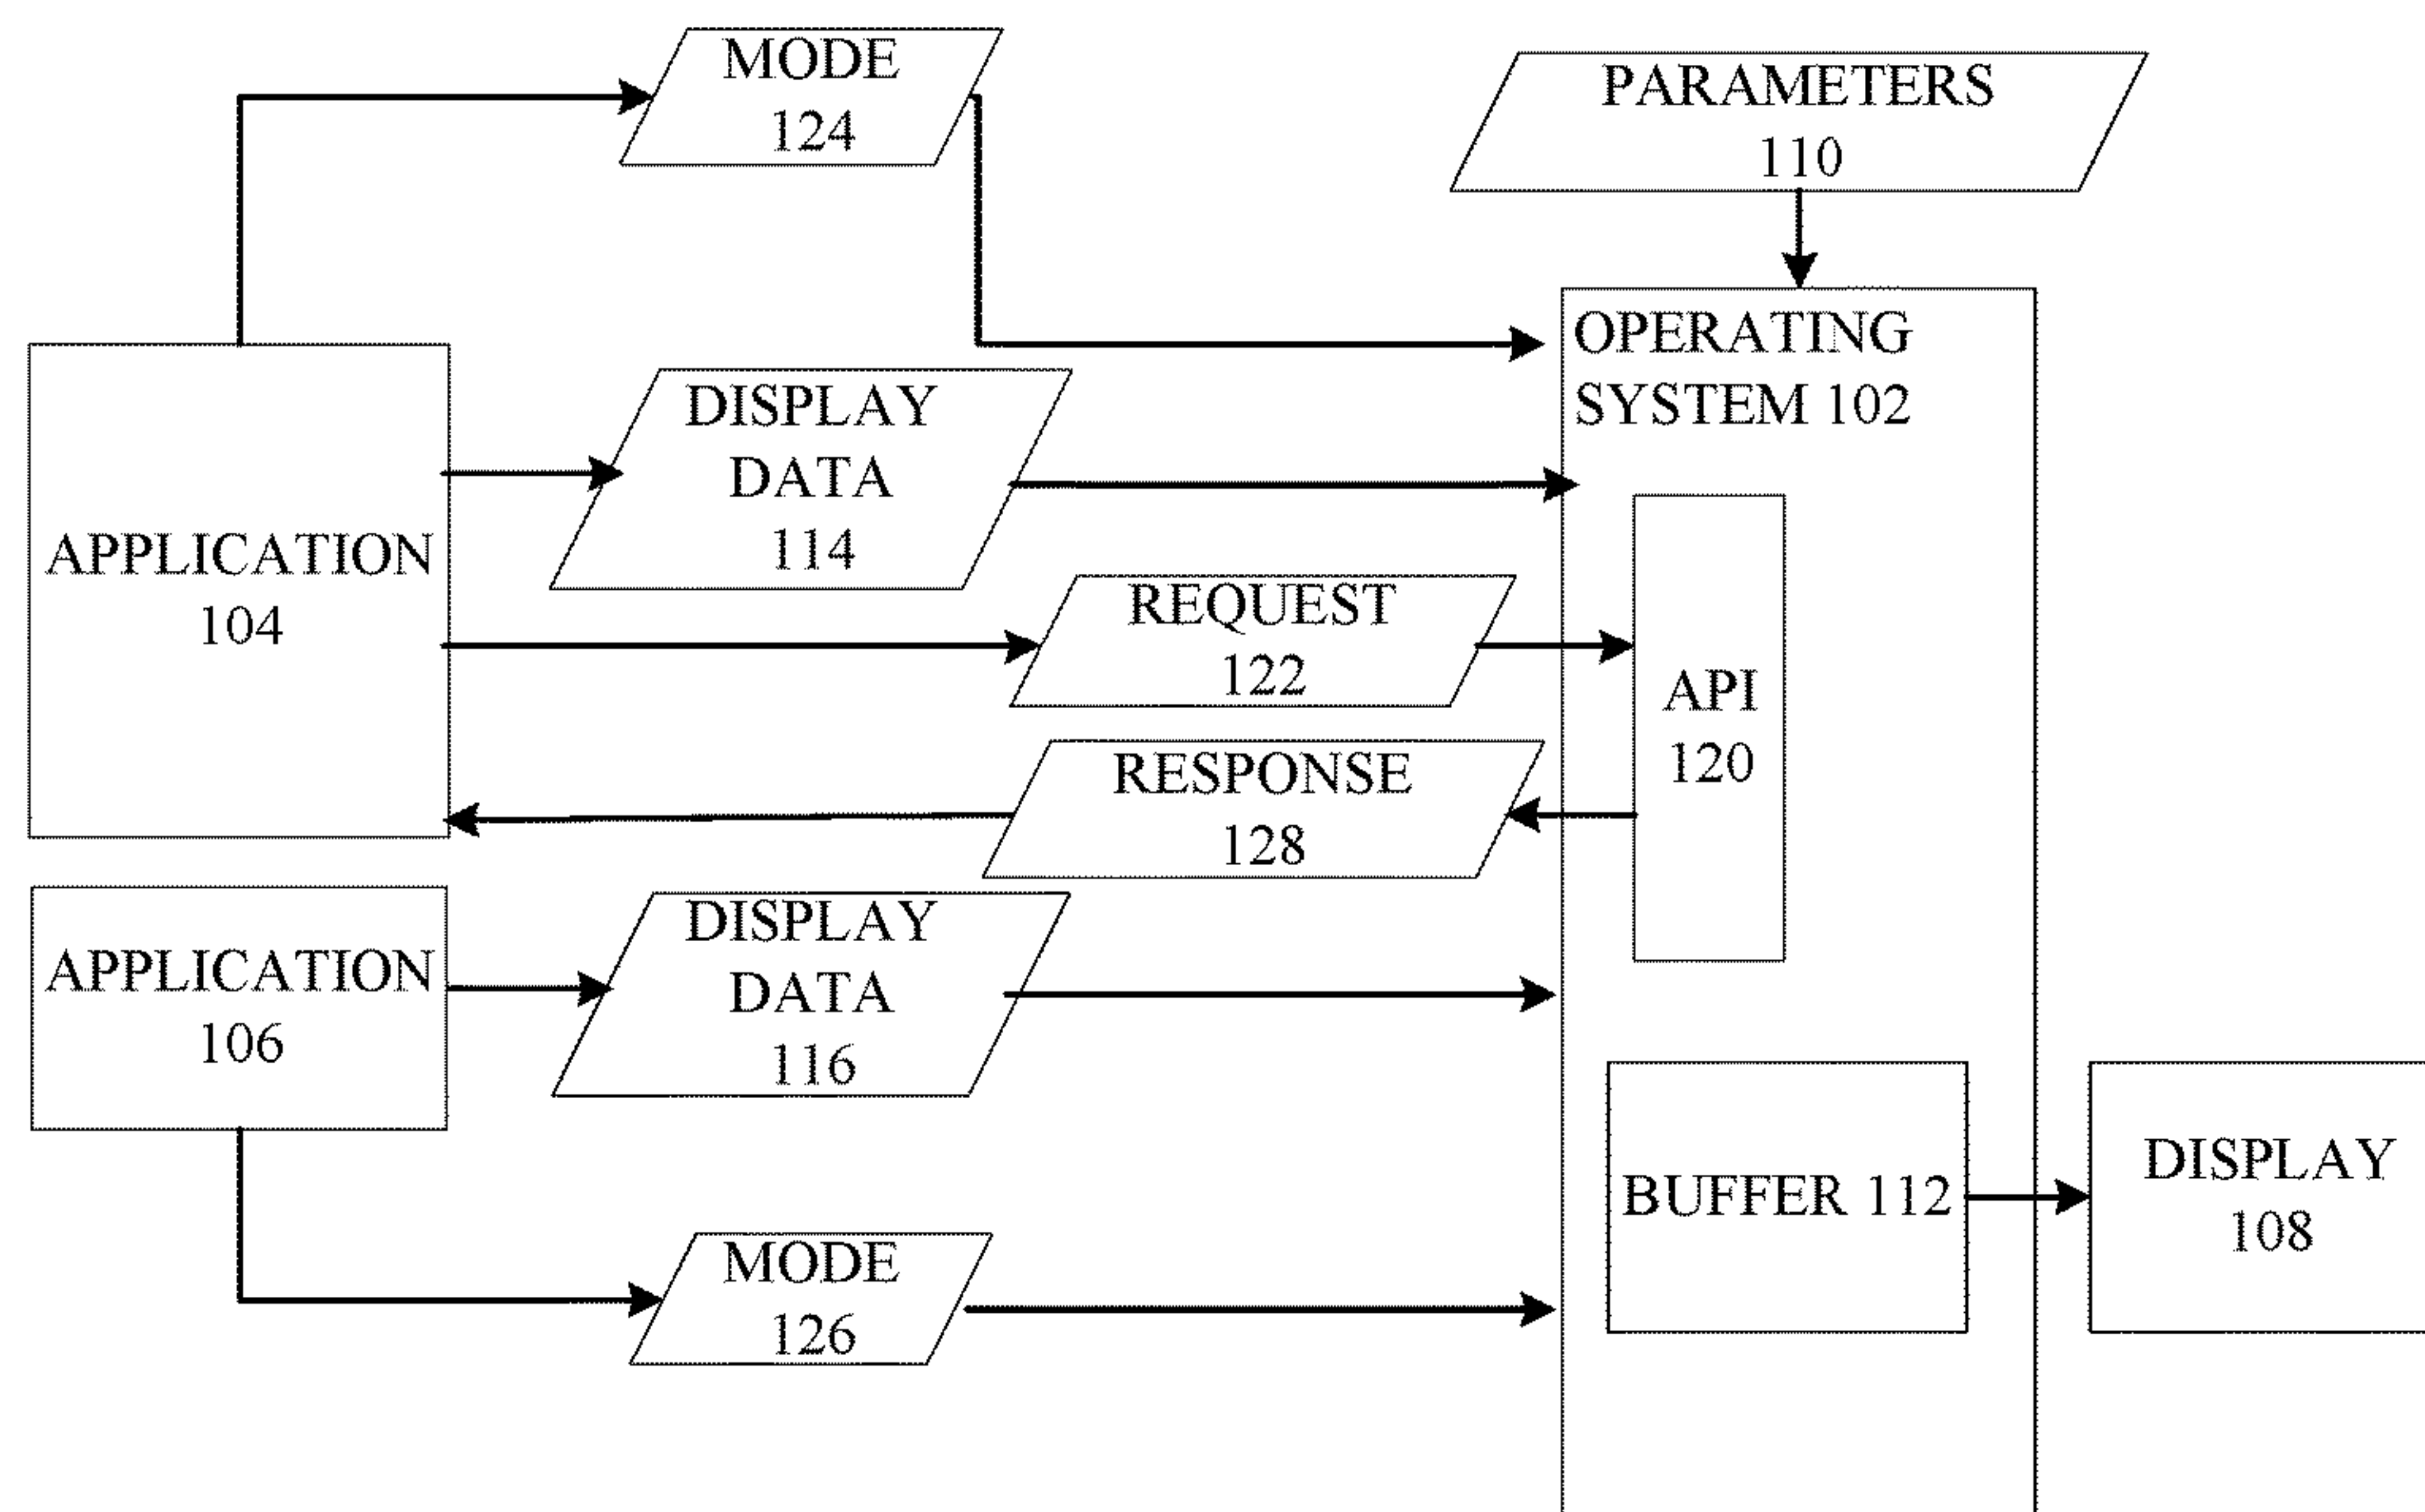 MODE
124
PARAMETERS
110
OPERATING
SYSTEM 102
DISPLAY
DATA
114
APPLICATION
104
REQUEST
122
API
120
RESPONSE
128
APPLICATION
106
DISPLAY
DATA
116
BUFFER 112
DISPLAY
108
MODE
126